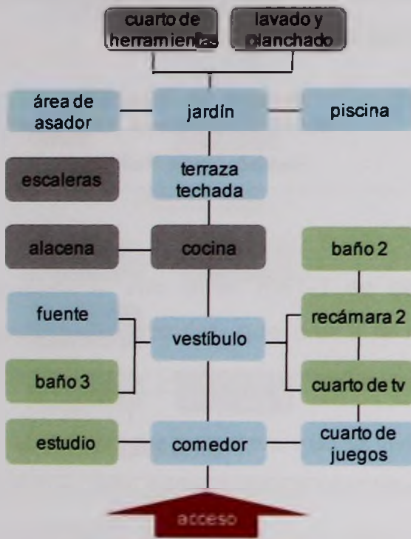 cuarto de
herramientas
lavado y
planchado
área de
asador
jardín
piscina
escaleras
terraza
techada
alacena
cocina
baño 2
fuente
vestíbulo
recámara 2
baño 3
cuarto de tv
estudio
comedor
cuarto de
juegos
acceso